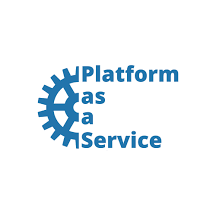 Platform
as
a
Service